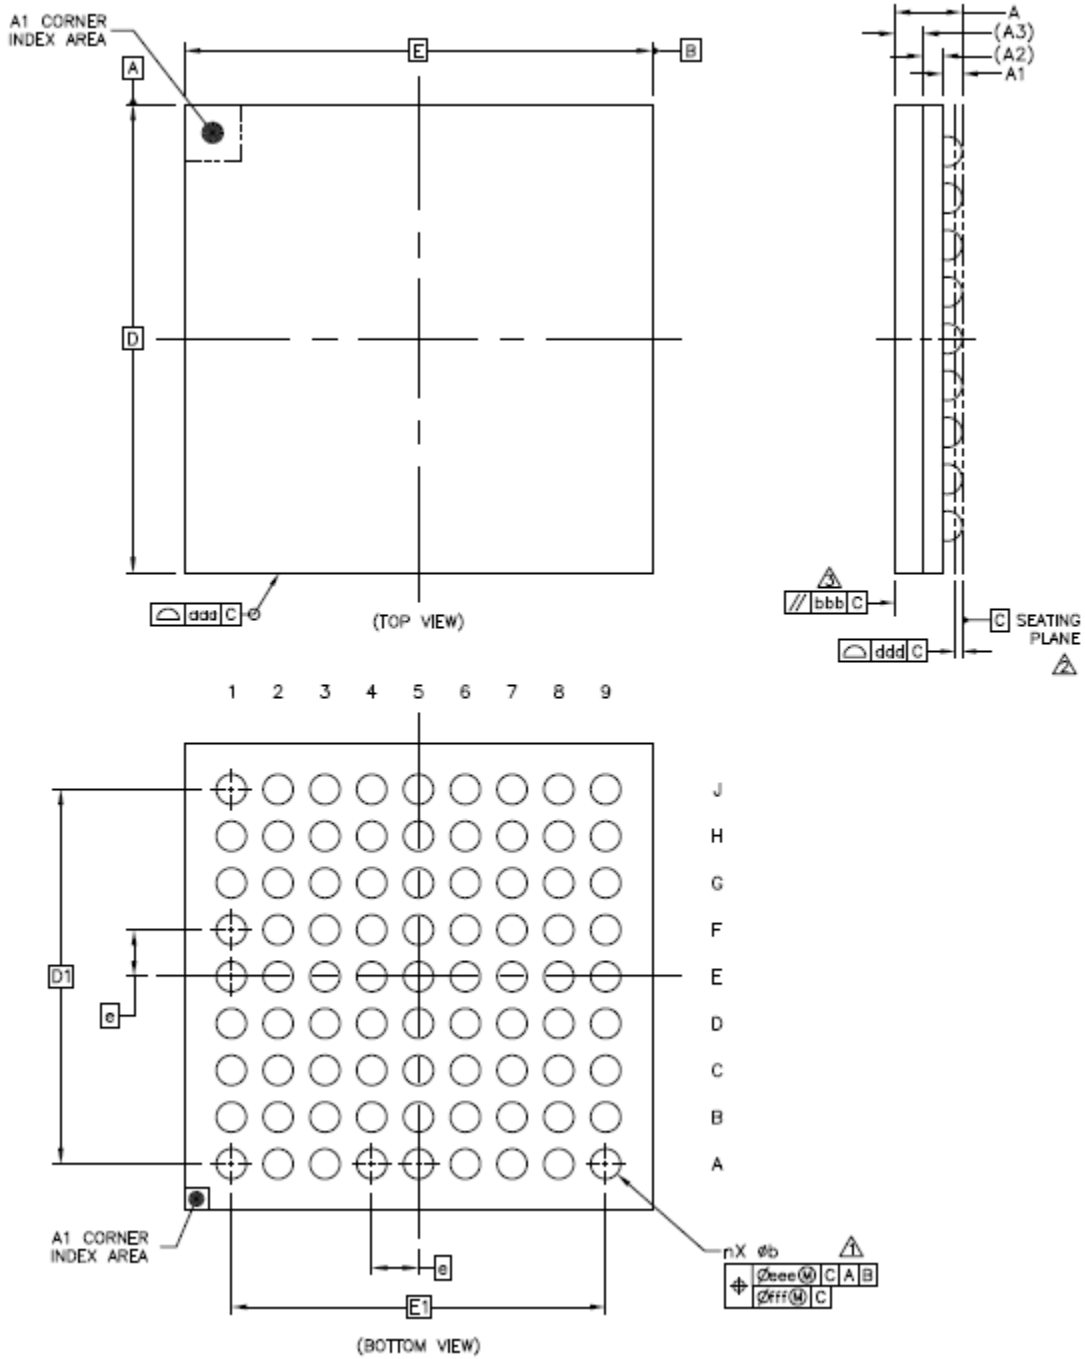 A1 CORNER
INDEX AREA
E
B
A
D
ddd C
(TOP VIEW)
A
(A3)
(A2)
A1
3
// bbb C
C SEATING
PLANE
ddd C
2
1 2 3 4 5 6 7 8 9
J
H
G
F
E
D
C
B
A
D1
e
A1 CORNER
INDEX AREA
e
E1
(BOTTOM VIEW)
nX øb
1
Øeee Ⓜ C A B
Øfff Ⓜ C